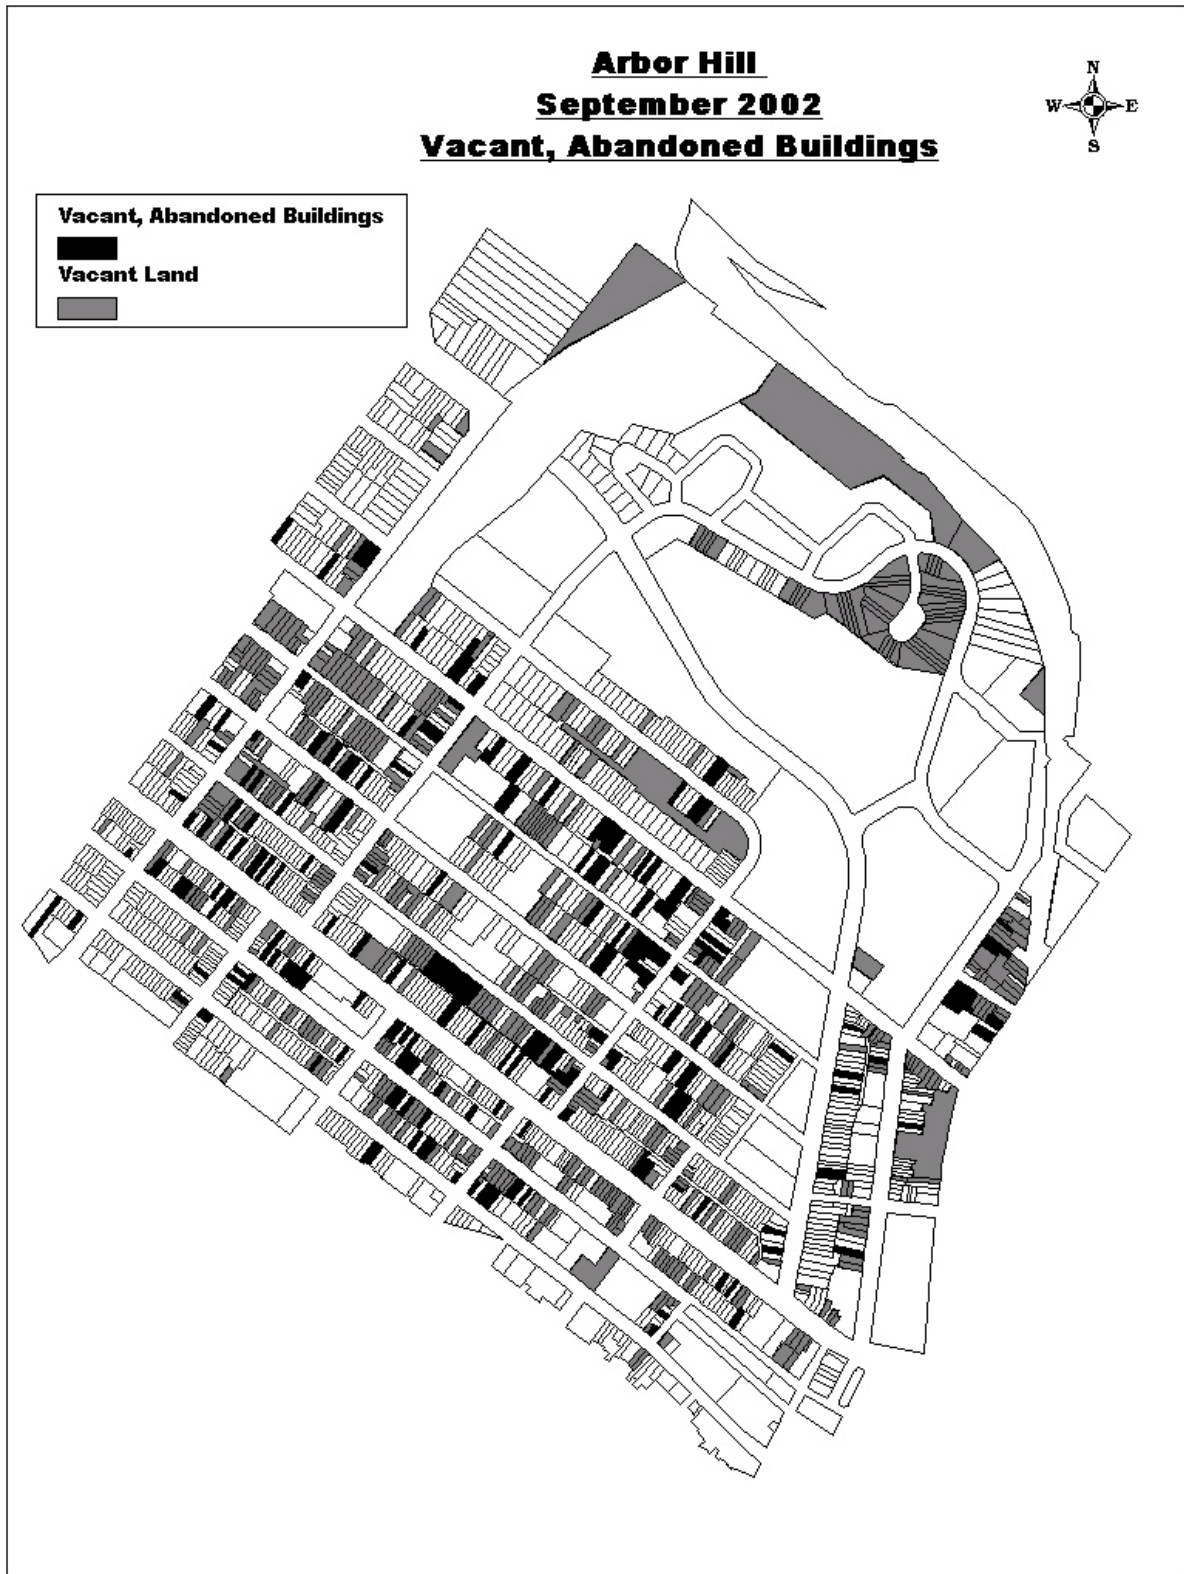 Arbor Hill
September 2002
Vacant, Abandoned Buildings
N
W E
S
Vacant, Abandoned Buildings
Vacant Land